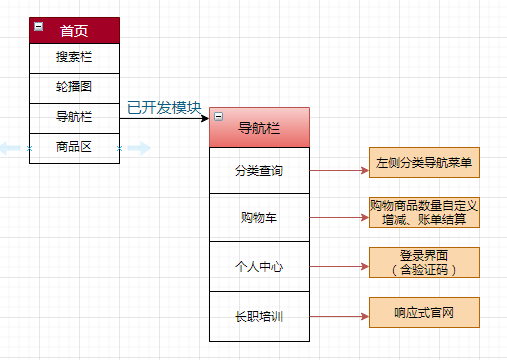 首页
搜素栏
轮播图
导航栏
商品区
已开发模块
导航栏
分类查询
购物车
个人中心
长职培训
左侧分类导航菜单
购物商品数量自定义
增减、账单结算
登录界面
（含验证码）
响应式官网